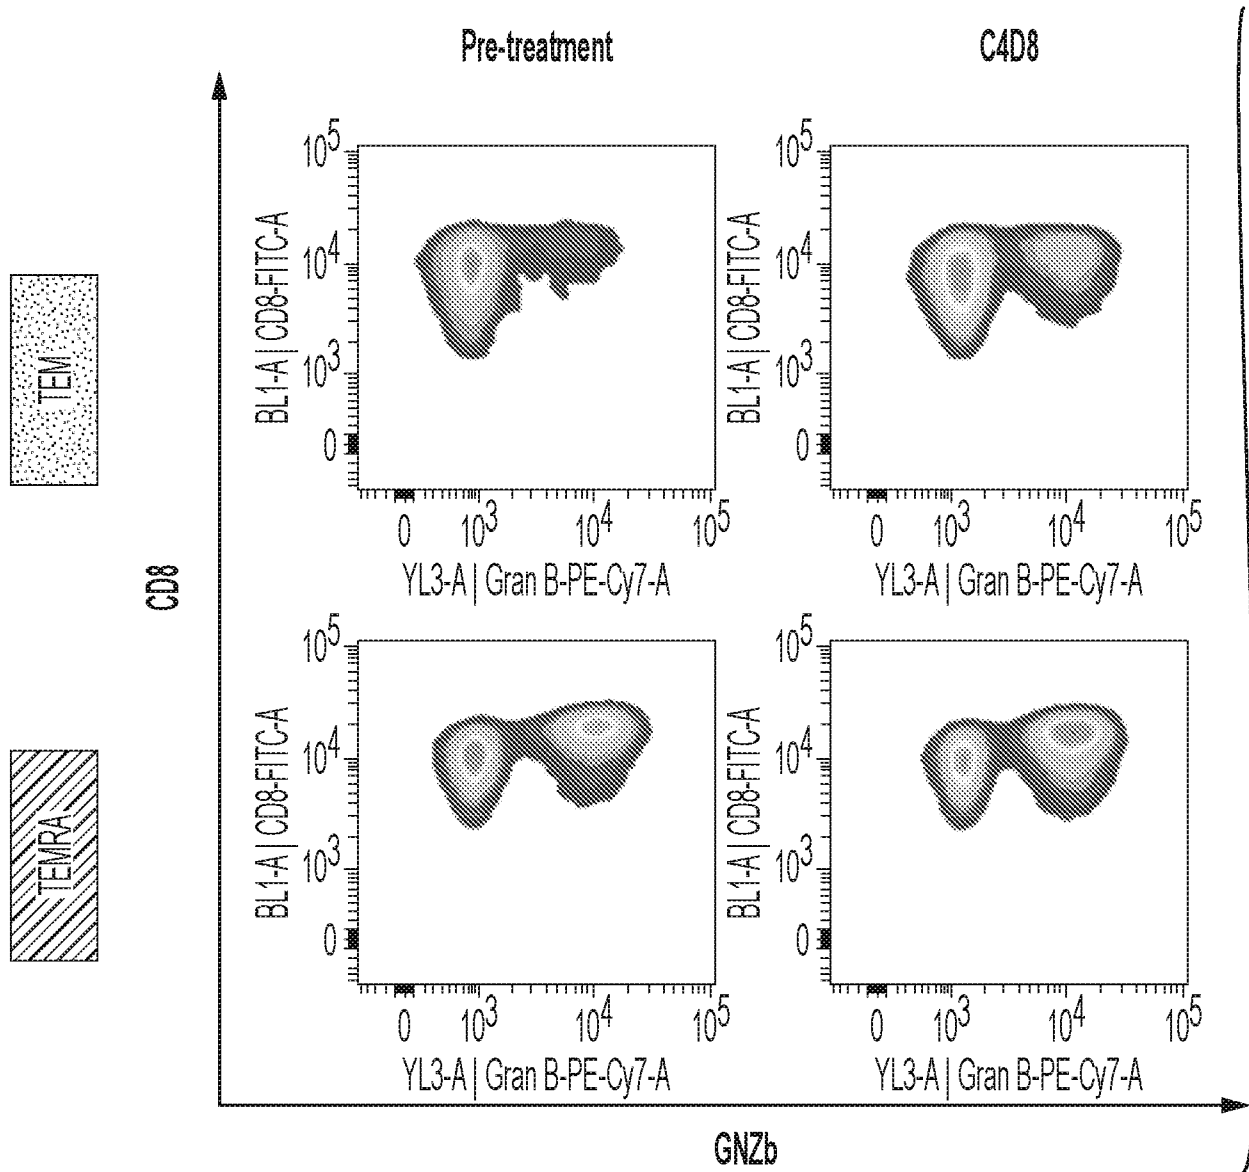 Pre-treatment
C4D8
TEM
TEMRA
CD8
10^5
10^4
10^3
0
BL1-A | CD8-FITC-A
0
10^3
10^4
10^5
YL3-A | Gran B-PE-Cy7-A
10^5
10^4
10^3
0
BL1-A | CD8-FITC-A
0
10^3
10^4
10^5
YL3-A | Gran B-PE-Cy7-A
10^5
10^4
10^3
0
BL1-A | CD8-FITC-A
0
10^3
10^4
10^5
YL3-A | Gran B-PE-Cy7-A
10^5
10^4
10^3
0
BL1-A | CD8-FITC-A
0
10^3
10^4
10^5
YL3-A | Gran B-PE-Cy7-A
GNZb